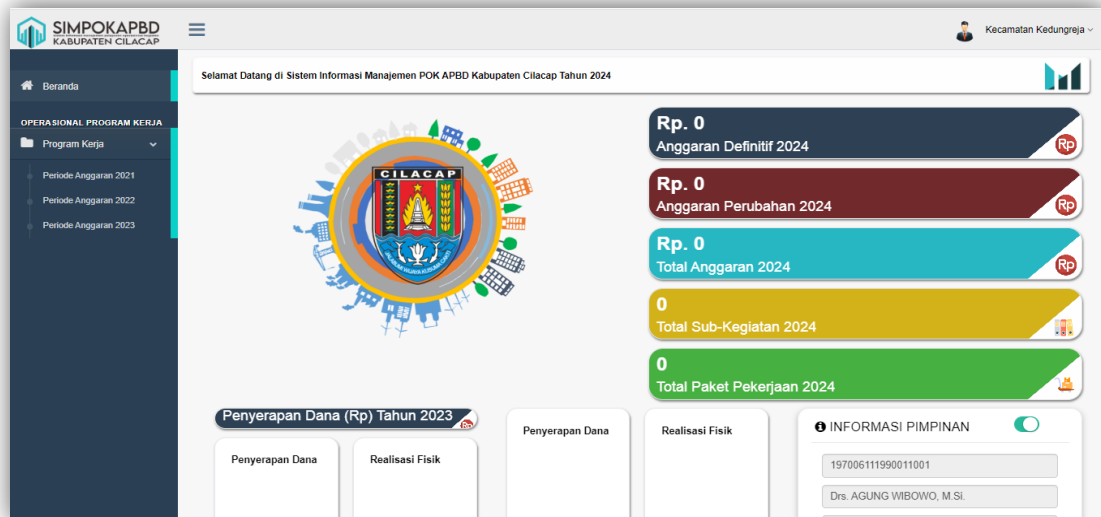 SIMPOKAPBD
KABUPATEN CILACAP
Kecamatan Kedungreja
Beranda
OPERASIONAL PROGRAM KERJA
Program Kerja
Periode Anggaran 2021
Periode Anggaran 2022
Periode Anggaran 2023
Selamat Datang di Sistem Informasi Manajemen POK APBD Kabupaten Cilacap Tahun 2024
CILACAP
Rp. 0
Anggaran Definitif 2024
Rp
Rp. 0
Anggaran Perubahan 2024
Rp
Rp. 0
Total Anggaran 2024
Rp
0
Total Sub-Kegiatan 2024
0
Total Paket Pekerjaan 2024
Penyerapan Dana (Rp) Tahun 2023
Rp
Penyerapan Dana
Realisasi Fisik
Penyerapan Dana
Realisasi Fisik
INFORMASI PIMPINAN
197006111990011001
Drs. AGUNG WIBOWO, M.Si.